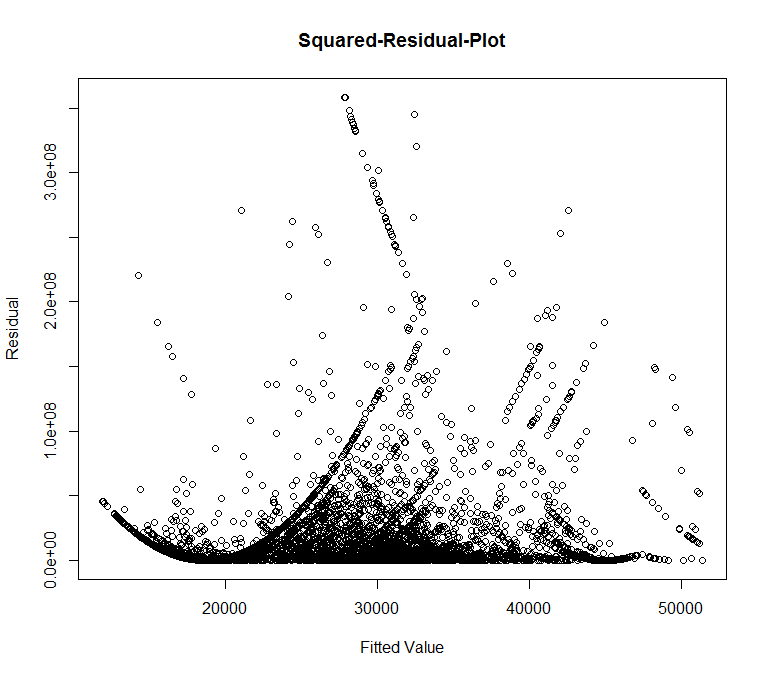 Squared-Residual-Plot
Residual
3.0e+08
2.0e+08
1.0e+08
0.0e+00
20000 30000 40000 50000
Fitted Value